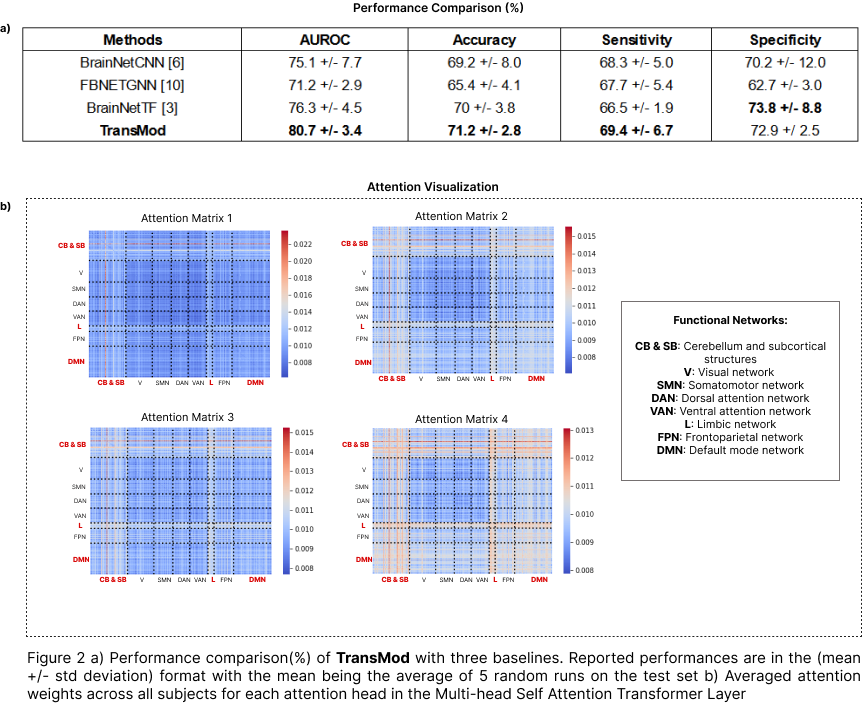 Performance Comparison (%)
a)
Methods AUROC Accuracy Sensitivity Specificity
BrainNetCNN [6] 75.1 +/- 7.7 69.2 +/- 8.0 68.3 +/- 5.0 70.2 +/- 12.0
FBNETGNN [10] 71.2 +/- 2.9 65.4 +/- 4.1 67.7 +/- 5.4 62.7 +/- 3.0
BrainNetTF [3] 76.3 +/- 4.5 70 +/- 3.8 66.5 +/- 1.9 73.8 +/- 8.8
TransMod 80.7 +/- 3.4 71.2 +/- 2.8 69.4 +/- 6.7 72.9 +/ 2.5
Attention Visualization
b)
Attention Matrix 1
CB & SB
V
SMN
DAN
VAN
L
FPN
DMN
CB & SB V SMN DAN VAN L FPN DMN
0.022
0.020
0.018
0.016
0.014
0.012
0.010
0.008
Attention Matrix 2
CB & SB
V
SMN
DAN
VAN
L
FPN
DMN
CB & SB V SMN DAN VAN L FPN DMN
0.015
0.014
0.013
0.012
0.011
0.010
0.009
0.008
Attention Matrix 3
CB & SB
V
SMN
DAN
VAN
L
FPN
DMN
CB & SB V SMN DAN VAN L FPN DMN
0.015
0.014
0.013
0.012
0.011
0.010
0.009
0.008
Attention Matrix 4
CB & SB
V
SMN
DAN
VAN
L
FPN
DMN
CB & SB V SMN DAN VAN L FPN DMN
0.013
0.012
0.011
0.010
0.009
0.008
Functional Networks:
CB & SB: Cerebellum and subcortical
structures
V: Visual network
SMN: Somatomotor network
DAN: Dorsal attention network
VAN: Ventral attention network
L: Limbic network
FPN: Frontoparietal network
DMN: Default mode network
Figure 2 a) Performance comparison(%) of TransMod with three baselines. Reported performances are in the (mean
+/- std deviation) format with the mean being the average of 5 random runs on the test set b) Averaged attention
weights across all subjects for each attention head in the Multi-head Self Attention Transformer Layer